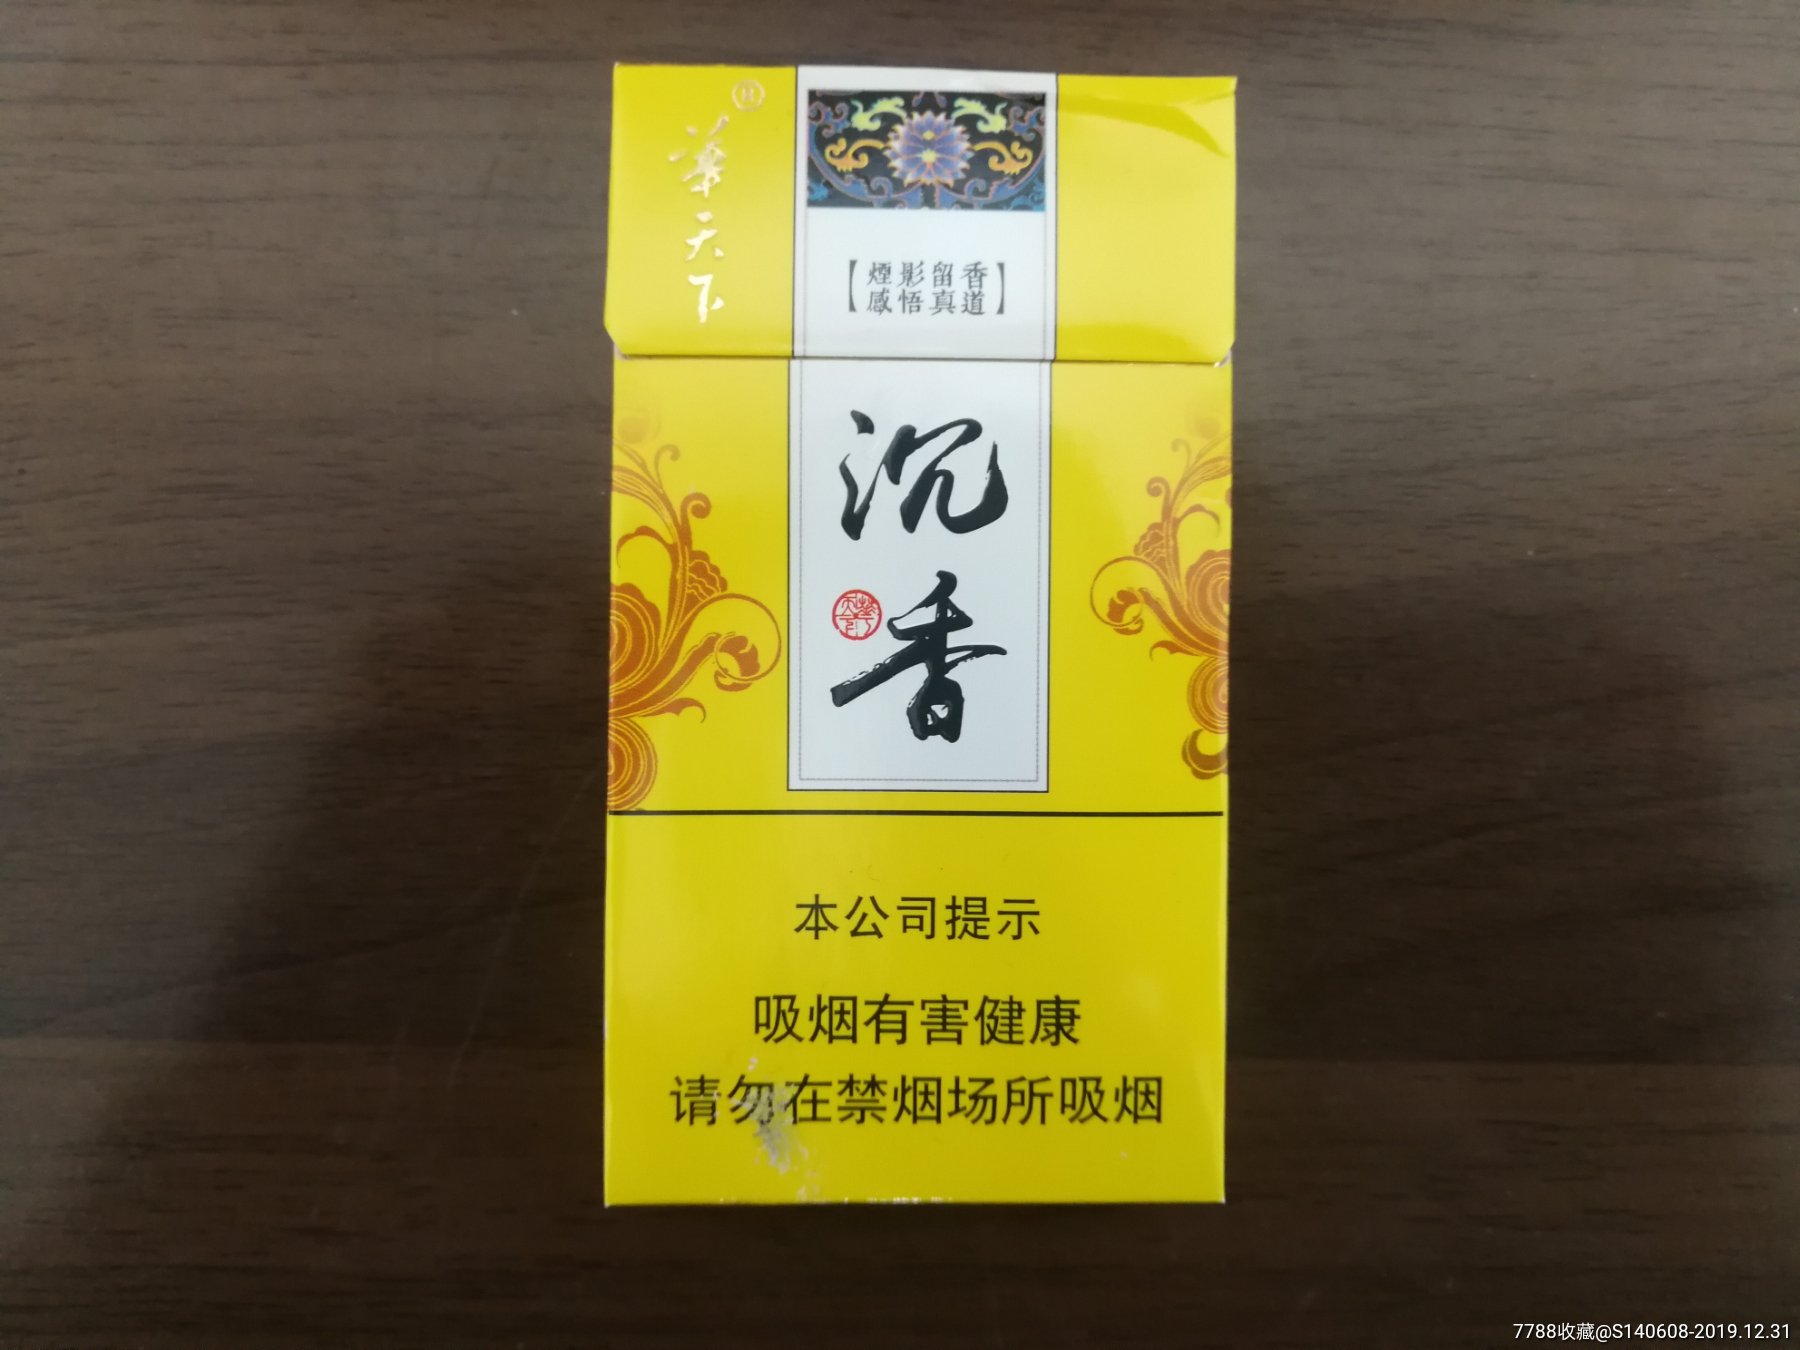 華天下
【煙影留香
感悟真道】
沉香
本公司提示
吸烟有害健康
请勿在禁烟场所吸烟
7788收藏@S140608-2019.12.31